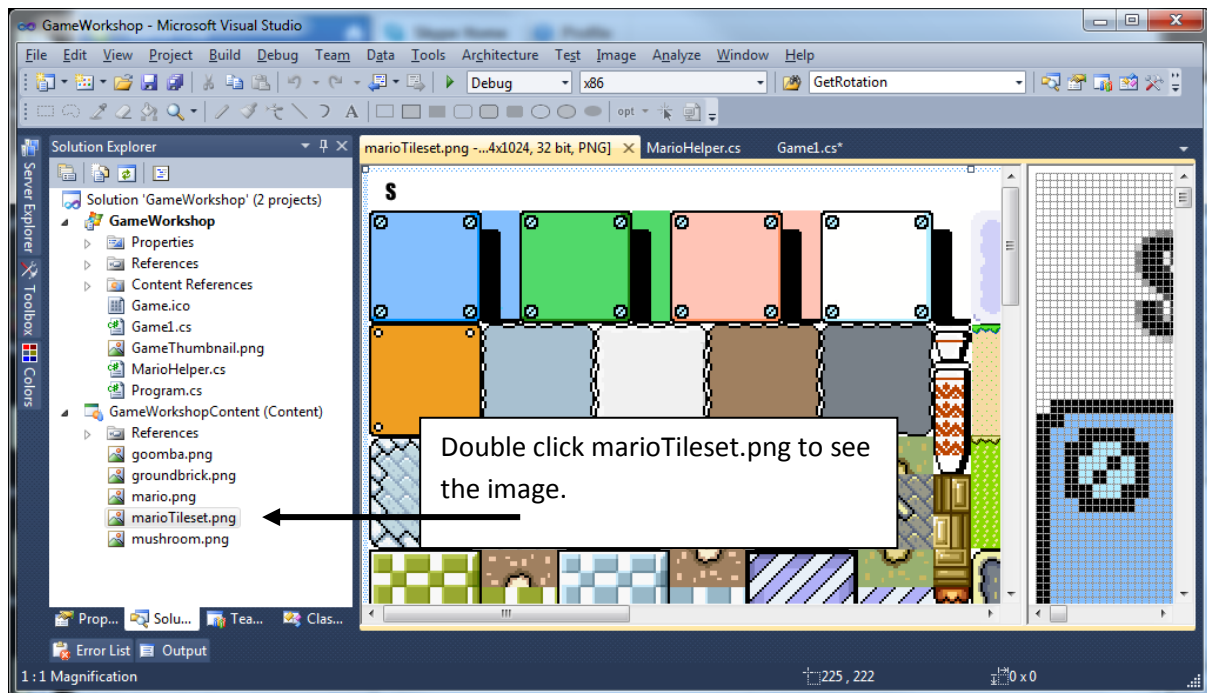 GameWorkshop - Microsoft Visual Studio
File Edit View Project Build Debug Team Data Tools Architecture Test Image Analyze Window Help
Debug x86 GetRotation
A opt
Server Explorer
Toolbox
Colors
Solution Explorer
marioTileset.png -...4x1024, 32 bit, PNG] MarioHelper.cs Game1.cs*
Solution 'GameWorkshop' (2 projects)
GameWorkshop
Properties
References
Content References
Game.ico
Game1.cs
GameThumbnail.png
MarioHelper.cs
Program.cs
GameWorkshopContent (Content)
References
goomba.png
groundbrick.png
mario.png
marioTileset.png
mushroom.png
S
Double click marioTileset.png to see
the image.
Prop... Solu... Tea... Clas...
Error List Output
1:1 Magnification 225 , 222 0 x 0